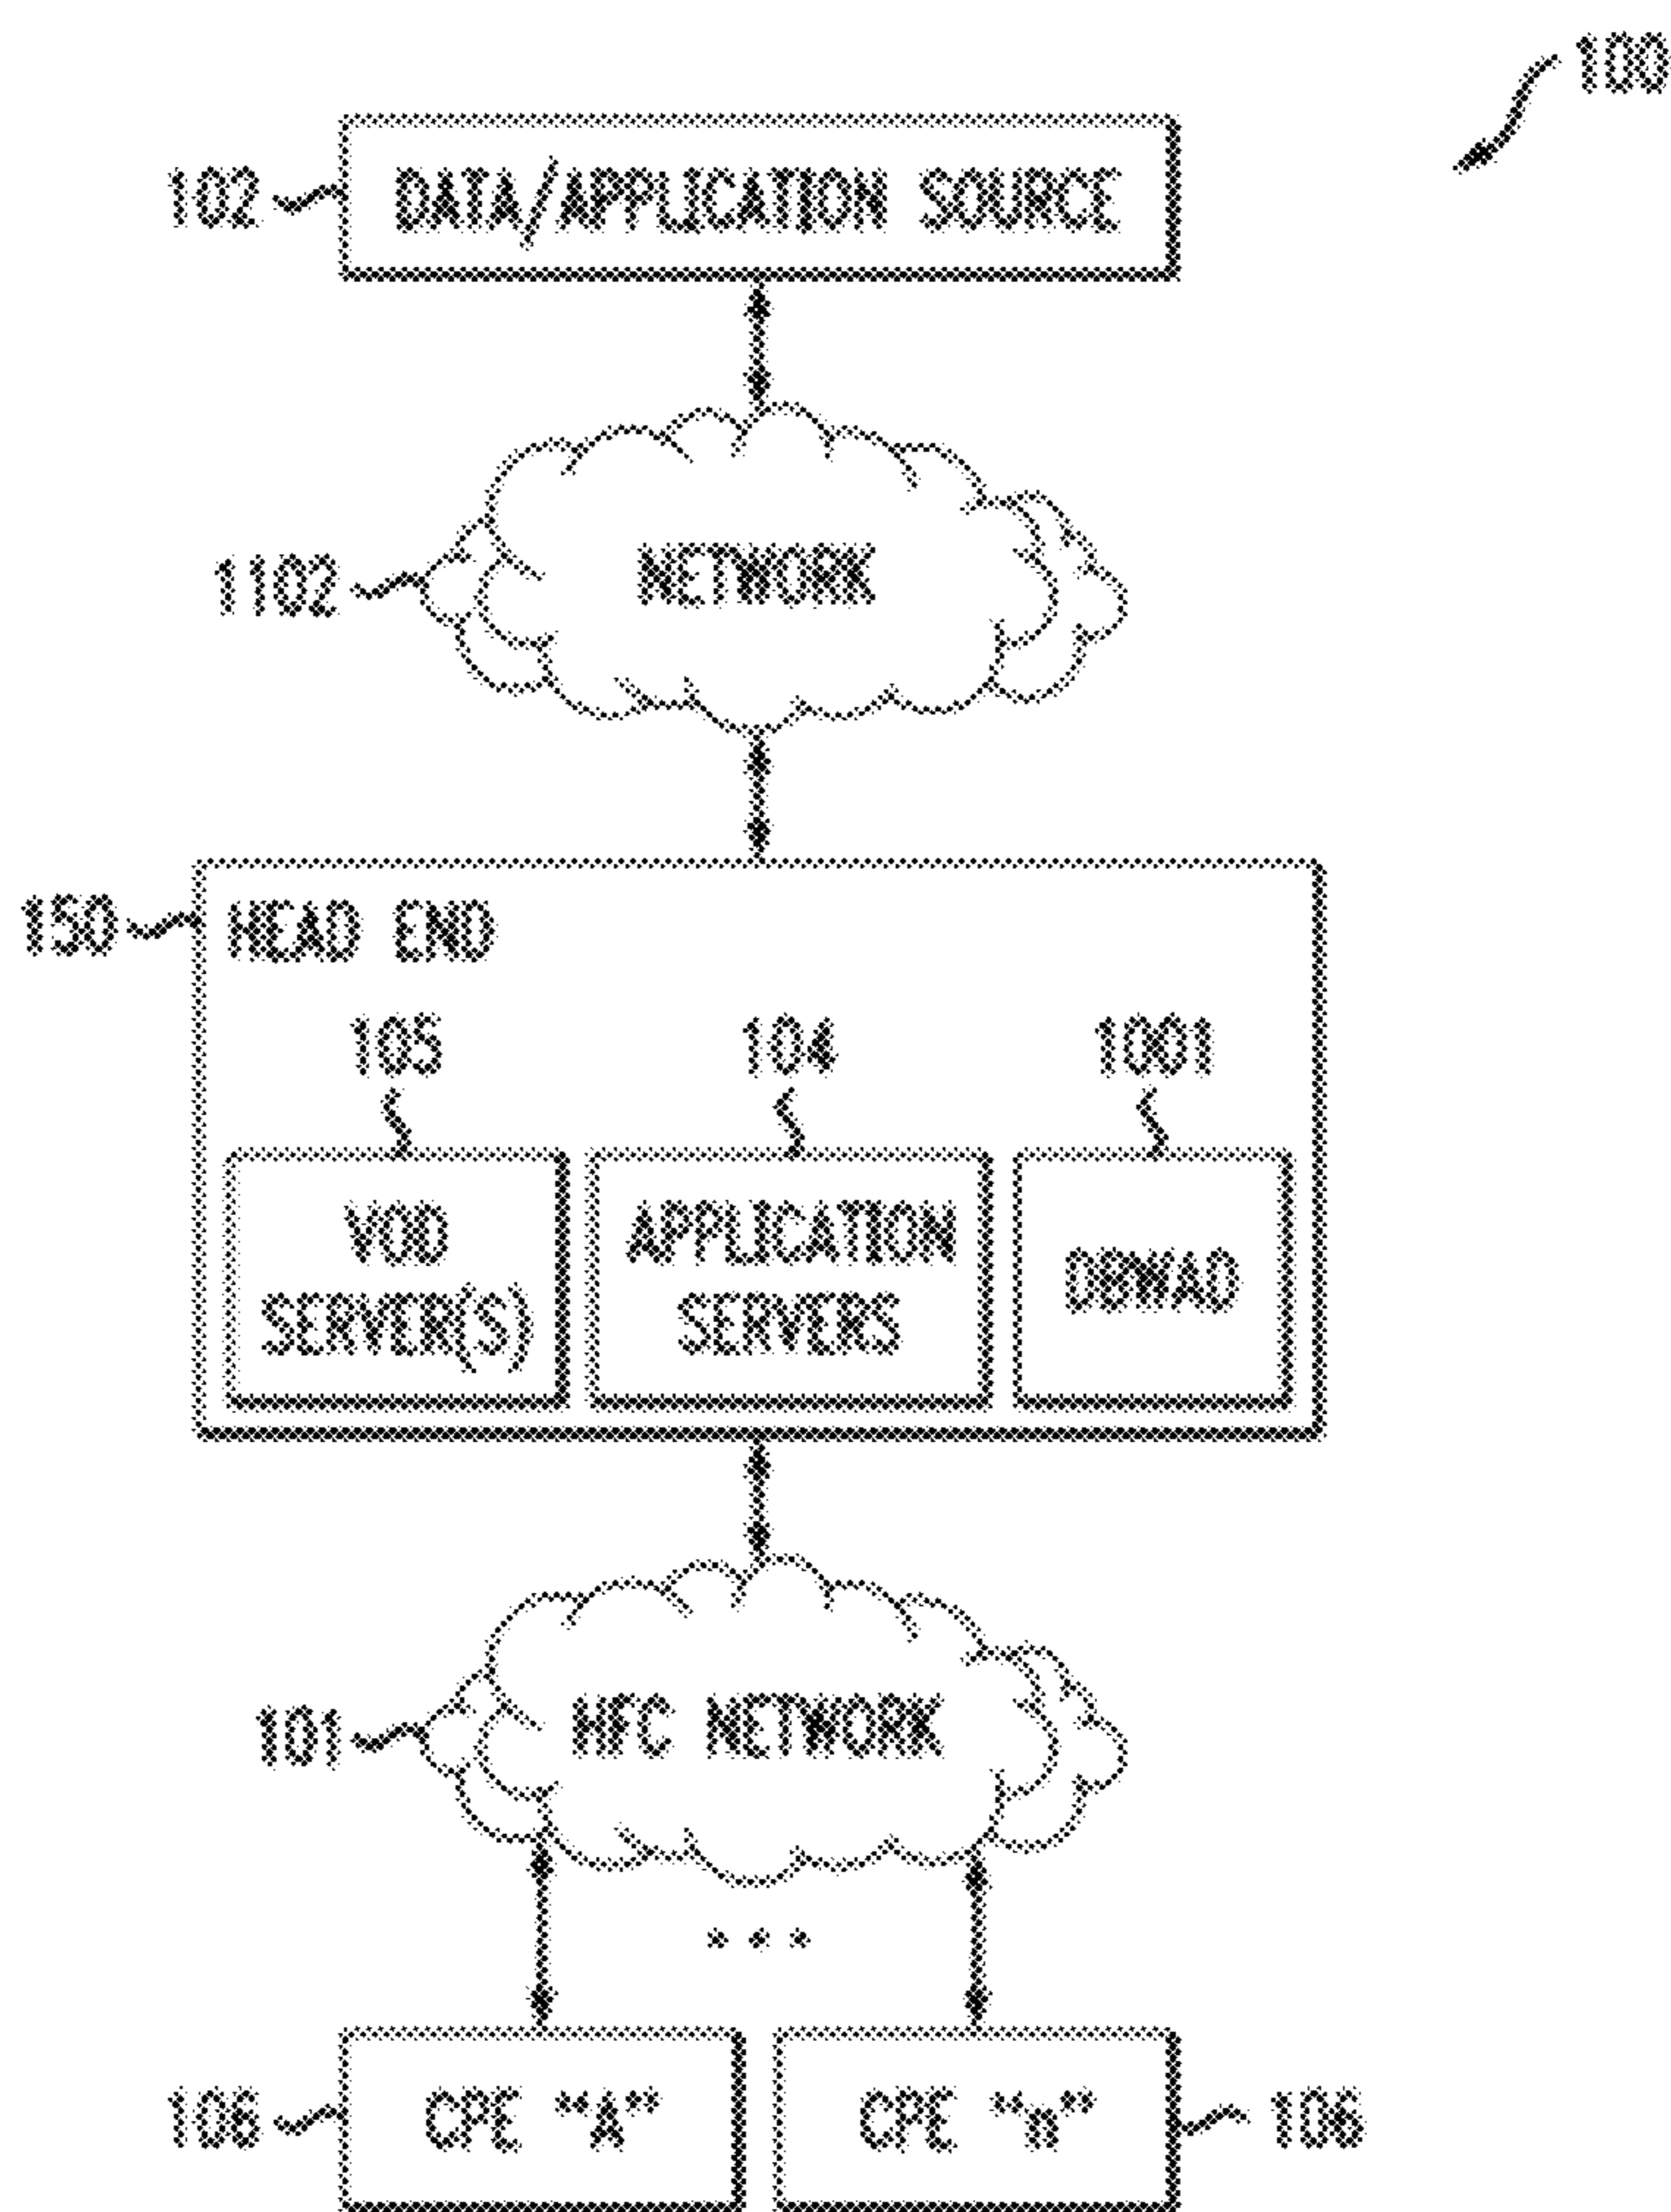 100
102 DATA/APPLICATION SOURCE
1102 NETWORK
150 HEAD END
105 104 1001
VOD SERVER(S)
APPLICATION SERVERS
DBWAD
101 HFC NETWORK
. . .
106 CPE “A” CPE “n” 106